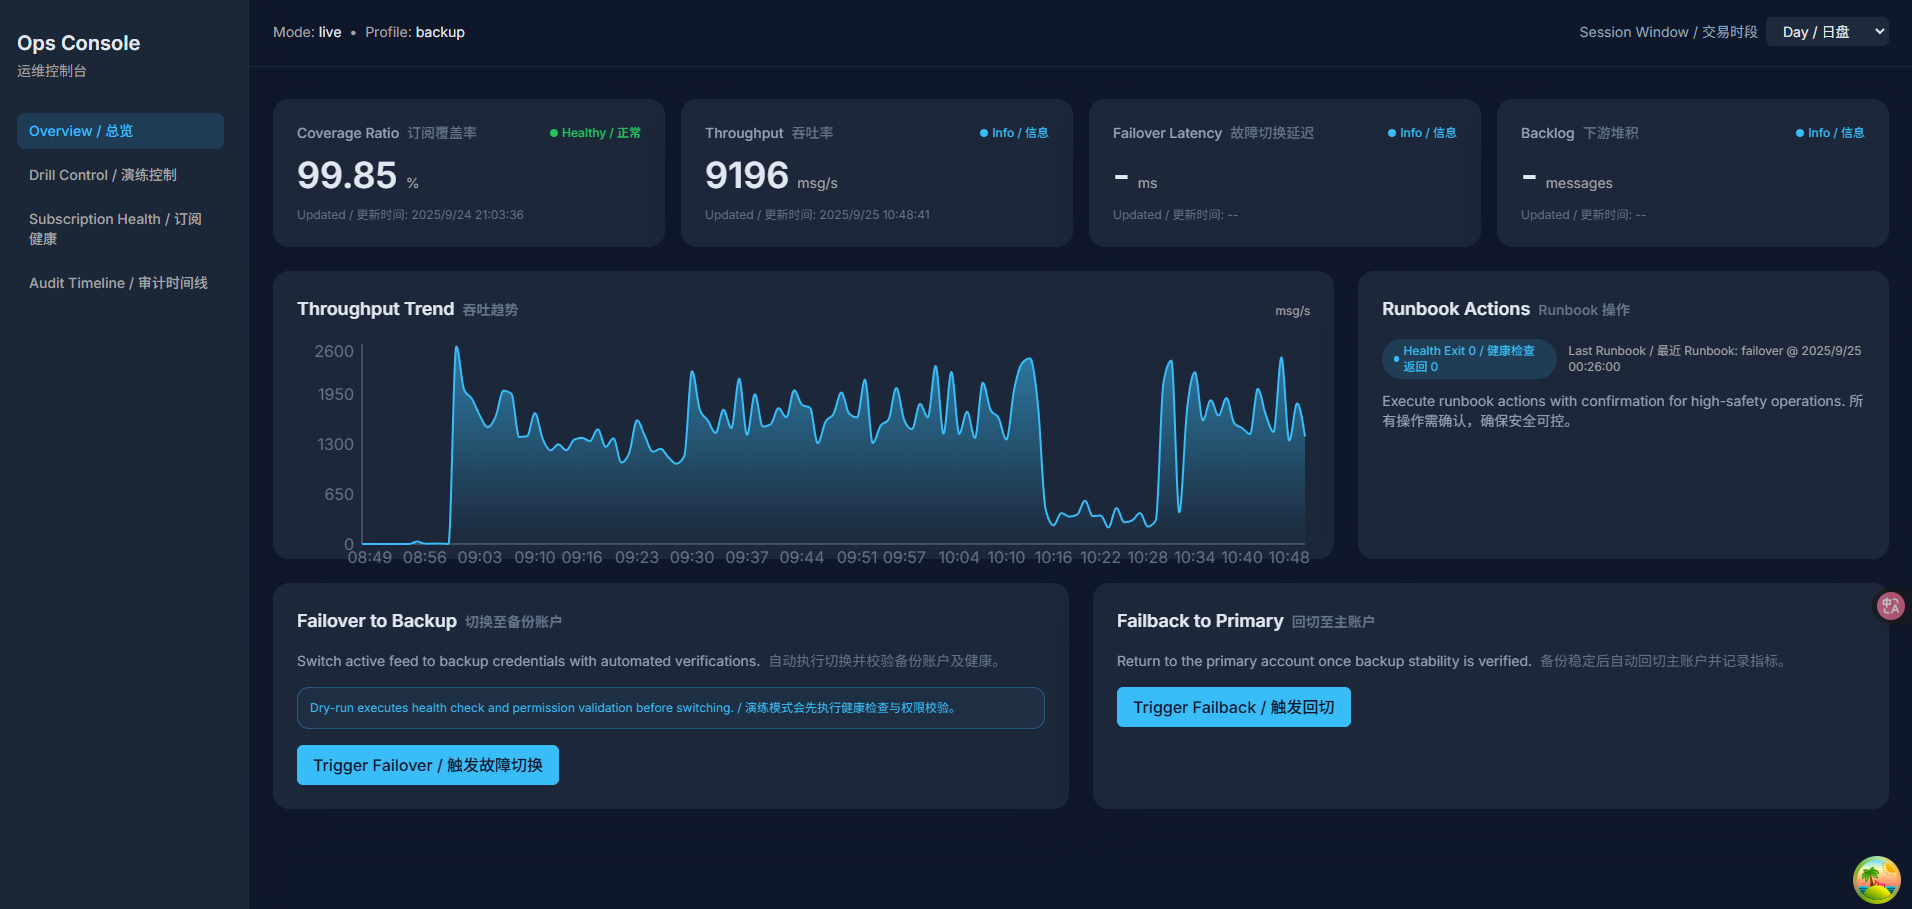 Ops Console
运维控制台
Overview / 总览
Drill Control / 演练控制
Subscription Health / 订阅
健康
Audit Timeline / 审计时间线
Mode: live • Profile: backup
Session Window / 交易时段 Day / 日盘
Coverage Ratio 订阅覆盖率 Healthy / 正常
99.85 %
Updated / 更新时间: 2025/9/24 21:03:36
Throughput 吞吐率 Info / 信息
9196 msg/s
Updated / 更新时间: 2025/9/25 10:48:41
Failover Latency 故障切换延迟 Info / 信息
- ms
Updated / 更新时间: --
Backlog 下游堆积 Info / 信息
- messages
Updated / 更新时间: --
Throughput Trend 吞吐趋势 msg/s
2600
1950
1300
650
0
08:49 08:56 09:03 09:10 09:16 09:23 09:30 09:37 09:44 09:51 09:57 10:04 10:10 10:16 10:22 10:28 10:34 10:40 10:48
Runbook Actions Runbook 操作
Health Exit 0 / 健康检查
返回 0
Last Runbook / 最近 Runbook: failover @ 2025/9/25
00:26:00
Execute runbook actions with confirmation for high-safety operations. 所
有操作需确认，确保安全可控。
Failover to Backup 切换至备份账户
Switch active feed to backup credentials with automated verifications. 自动执行切换并校验备份账户及健康。
Dry-run executes health check and permission validation before switching. / 演练模式会先执行健康检查与权限校验。
Trigger Failover / 触发故障切换
Failback to Primary 回切至主账户
Return to the primary account once backup stability is verified. 备份稳定后自动回切主账户并记录指标。
Trigger Failback / 触发回切
中
A